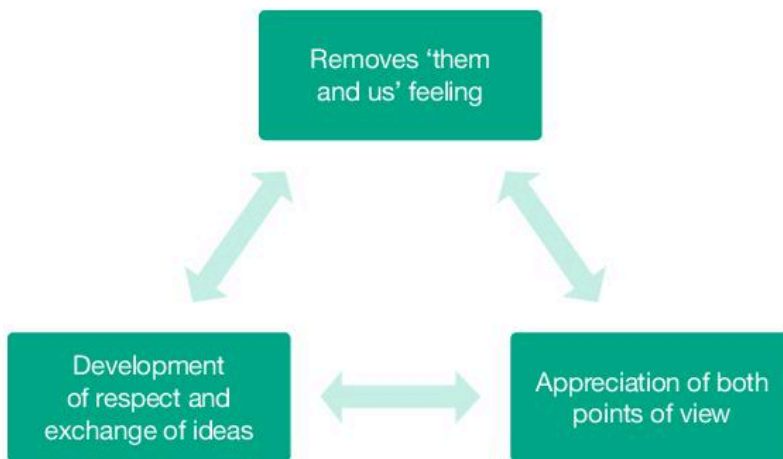 Removes ‘them
and us’ feeling
Development
of respect and
exchange of ideas
Appreciation of both
points of view